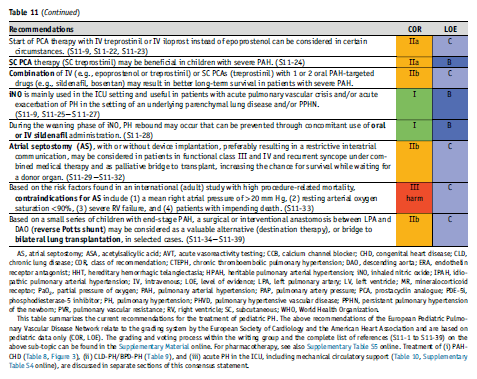 Table 11 (Continued)
Recommendations COR LOE
Start of PCA therapy with IV treprostinil or IV iloprost instead of epoprostenol can be considered in certain IIa C
circumstances. (S11-9, S11-22, S11-23)
SC PCA therapy (SC treprostinil) may be beneficial in children with severe PAH. (S1-24) IIa B
Combination of IV (e.g., epoprostenol or treprostinil) or SC PCAs (treprostinil) with 1 or 2 oral PAH-targeted IIb C
drugs (e.g., sildenafil, bosentan) may result in better long-term survival in patients with severe PAH.
iNO is mainly used in the ICU setting and useful in patients with acute pulmonary vascular crisis and/or acute I B
exacerbation of PH in the setting of an underlying parenchymal lung disease and/or PPHN.
(S11-9, S11-25—S11-27)
During the weaning phase of iNO, PH rebound may occur that can be prevented through concomitant use of oral I B
or IV sildenafil administration. (S11-28)
Atrial septostomy (AS), with or without device implantation, preferably resulting in a restrictive interatrial IIb C
communication, may be considered in patients in functional class III and IV and recurrent syncope under com-
bined medical therapy and as palliative bridge to transplant, increasing the chance for survival while waiting for
a donor organ. (S11-29—S11-32)
Based on the risk factors found in an international (adult) study with high procedure-related mortality, III C
contraindications for AS include (1) a mean right atrial pressure of >20 mm Hg, (2) resting arterial oxygen harm
saturation <90%, (3) severe RV failure, and (4) patients with impending death. (S11-33)
Based on a small series of children with end-stage PAH, a surgical or interventional anastomosis between LPA and IIb C
DAO (reverse Potts shunt) may be considered as a valuable alternative (destination therapy), or bridge to
bilateral lung transplantation, in selected cases. (S11-34—S11-39)
AS, atrial septostomy; ASA, acetylsalicylic acid; AVT, acute vasoreactivity testing; CCB, calcium channel blocker; CHD, congenital heart disease; CLD,
chronic lung disease; COR, class of recommendation; CTEPH, chronic thromboembolic pulmonary hypertension; DAO, descending aorta; ERA, endothelin
receptor antagonist; HHT, hereditary hemorrhagic telangiectasia; HPAH, heritable pulmonary arterial hypertension; iNO, inhaled nitric oxide; IPAH, idio-
pathic pulmonary arterial hypertension; IV, intravenous; LOE, level of evidence; LPA, left pulmonary artery; LV, left ventricle; MR, mineralocorticoid
receptor; PaO2, partial pressure of oxygen; PAH, pulmonary arterial hypertension; PAP, pulmonary artery pressure; PCA, prostacyclin analogue; PDE-5i,
phosphodiesterase-5 inhibitor; PH, pulmonary hypertension; PHVD, pulmonary hypertensive vascular disease; PPHN, persistent pulmonary hypertension
of the newborn; PVR, pulmonary vascular resistance; RV, right ventricle; SC, subcutaneous; WHO, World Health Organization.
This table summarizes the current recommendations for the treatment of pediatric PH. The above recommendations of the European Pediatric Pulmo-
nary Vascular Disease Network relate to the grading system by the European Society of Cardiology and the American Heart Association and are based on
pediatric data only (COR, LOE). The grading and voting process within the writing group and the complete list of references (S11-1 to S11-39) on the
above sub-topic can be found in the Supplementary Material online. For pharmacotherapy, see also Supplementary Table S5 online. Treatment of (i) PAH-
CHD (Table 8, Figure 3), (ii) CLD-PH/BPD-PH (Table 9), and (iii) acute PH in the ICU, including mechanical circulatory support (Table 10, Supplementary
Table S4 online), are discussed in separate sections of this consensus statement.